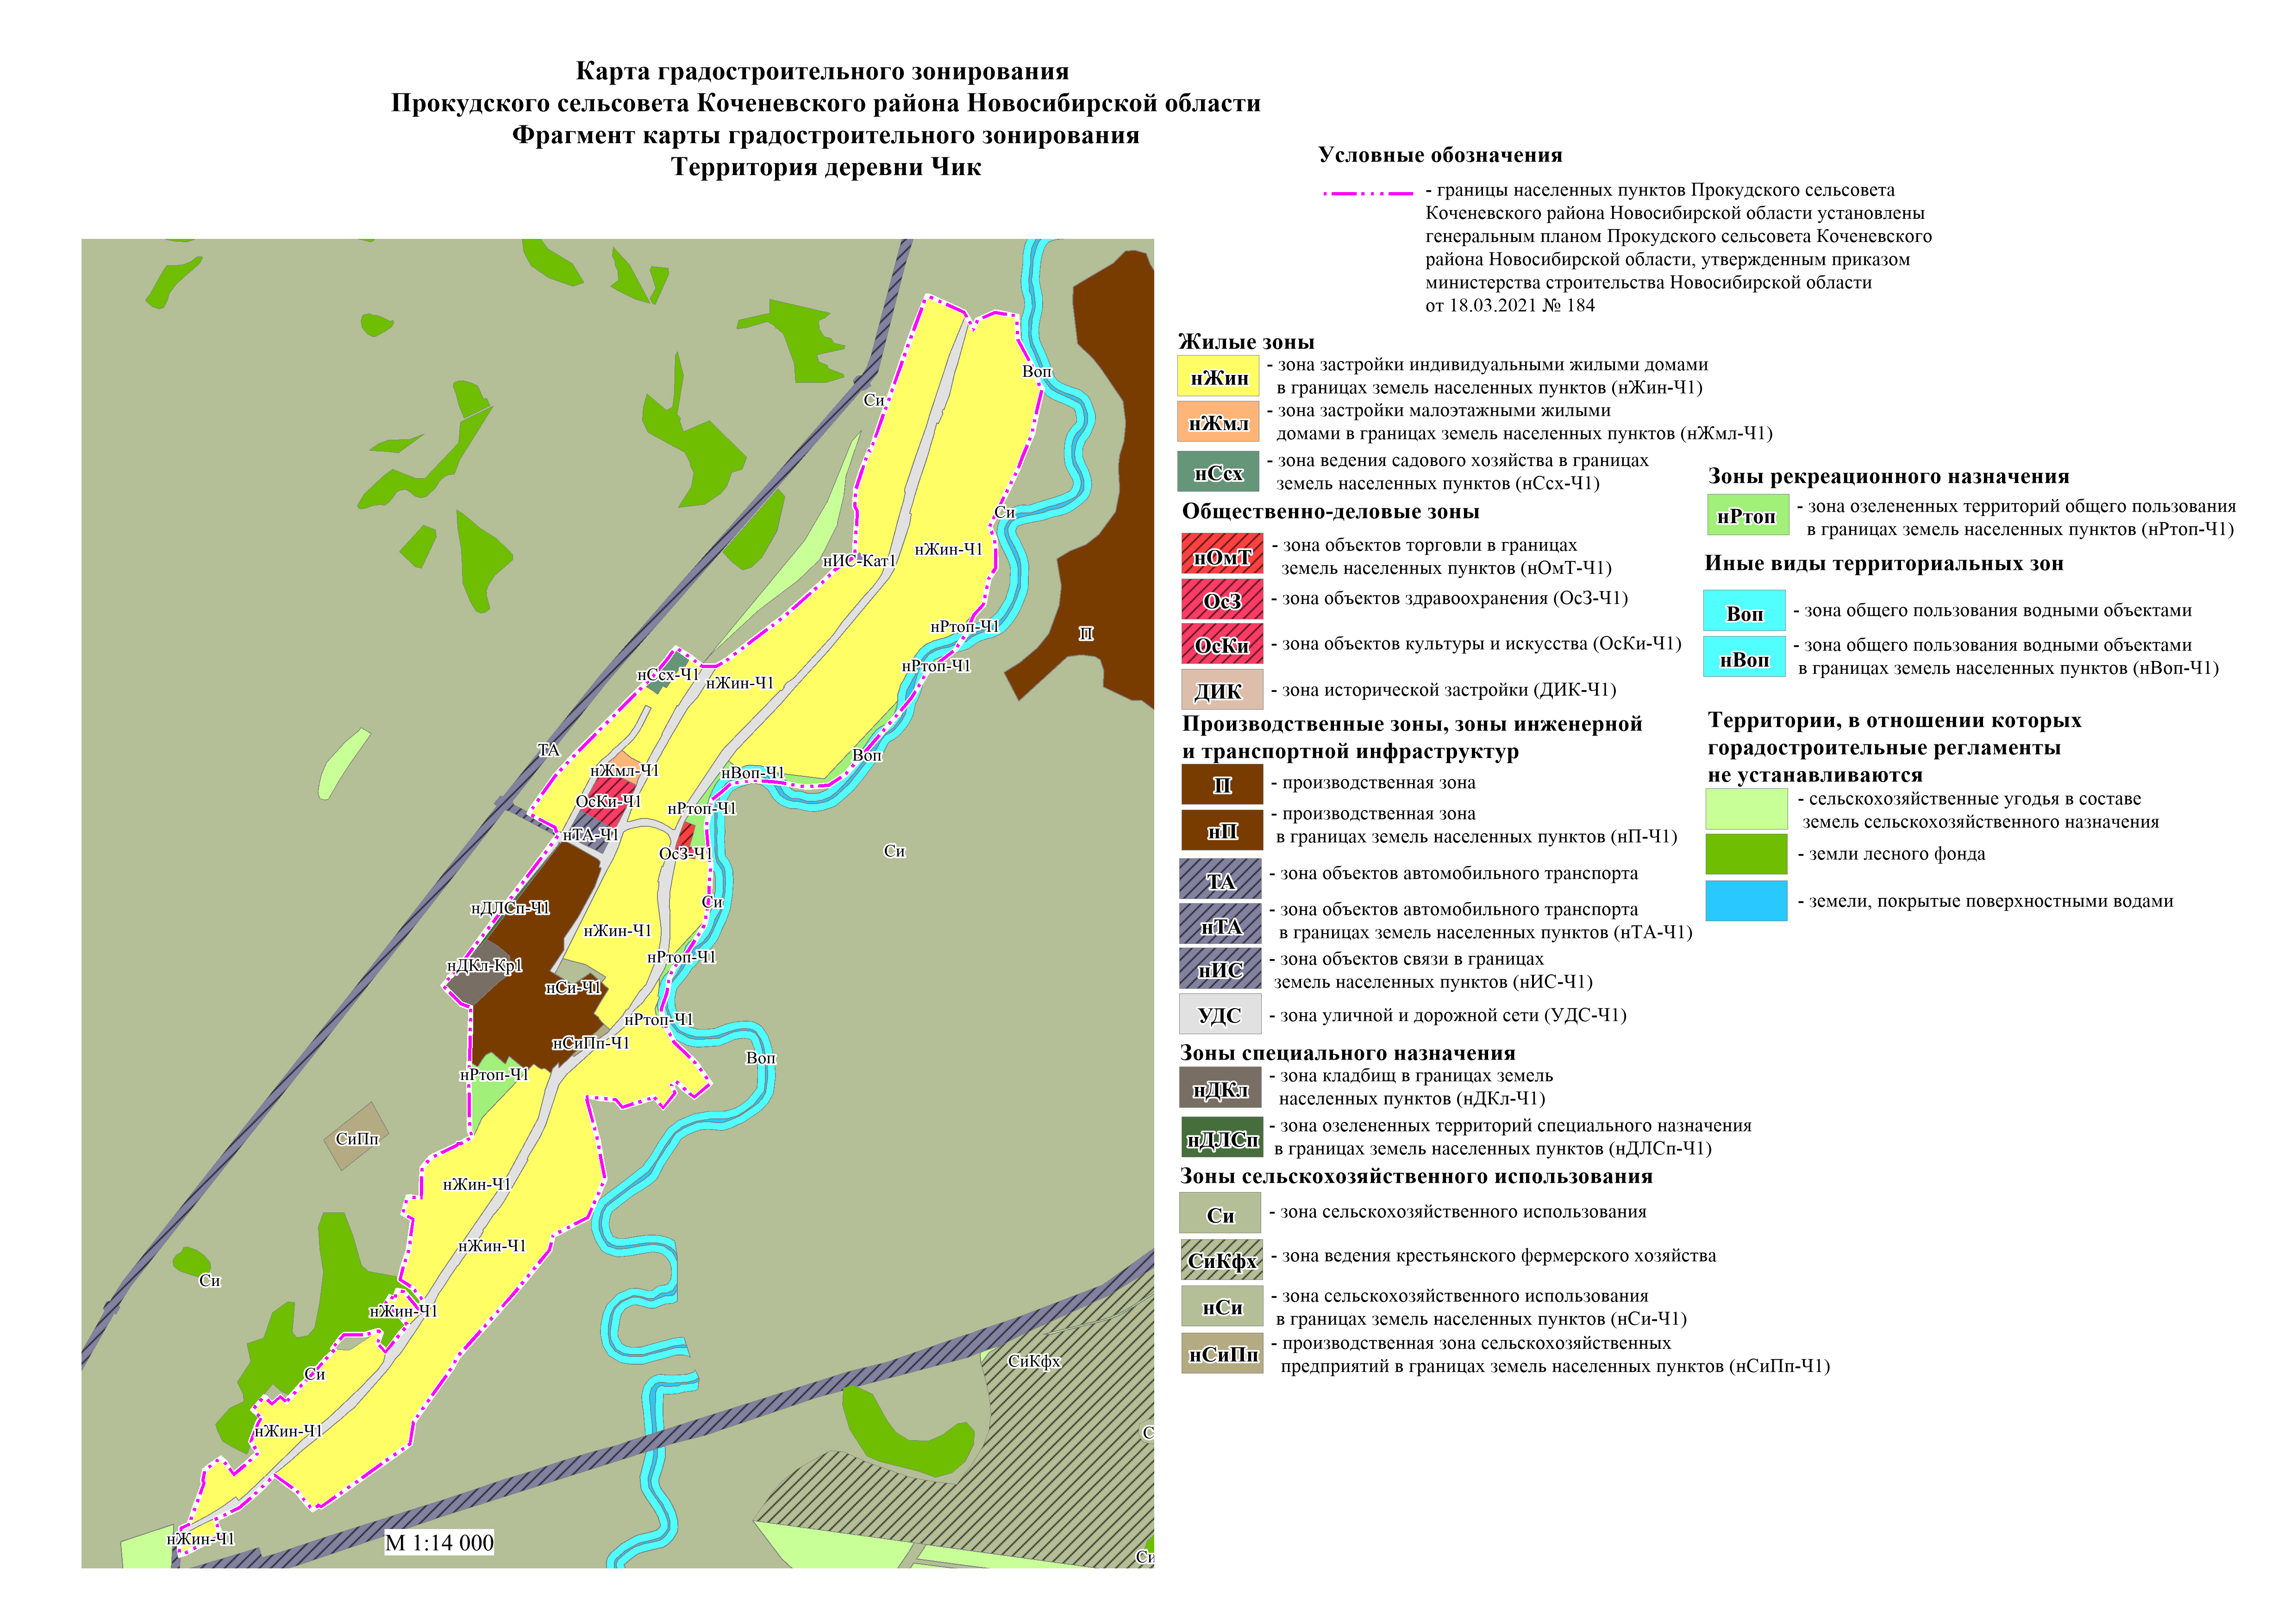 Карта градостроительного зонирования
Прокудского сельсовета Коченевского района Новосибирской области
Фрагмент карты градостроительного зонирования
Территория деревни Чик
Воп
Си
Си
нЖин-Ч1
нИС-Кат1
нРтоп-Ч1
П
нРтоп-Ч1
нСсх-Ч1
нЖин-Ч1
ТА
Воп
нЖмл-Ч1
нВоп-Ч1
ОсКи-Ч1
нРтоп-Ч1
нТА-Ч1
ОсЗ-Ч1
Си
Си
нДЛСп-Ч1
нЖин-Ч1
нРтоп-Ч1
нДКл-Кр1
нСи-Ч1
нРтоп-Ч1
нСиПп-Ч1
Воп
нРтоп-Ч1
СиПп
нЖин-Ч1
нЖин-Ч1
Си
нЖин-Ч1
СиКфх
Си
нЖин-Ч1
С
нЖин-Ч1
Си
М 1:14 000
Условные обозначения
- границы населенных пунктов Прокудского сельсовета
Коченевского района Новосибирской области установлены
генеральным планом Прокудского сельсовета Коченевского
района Новосибирской области, утвержденным приказом
министерства строительства Новосибирской области
от 18.03.2021 № 184
Жилые зоны
нЖин - зона застройки индивидуальными жилыми домами
в границах земель населенных пунктов (нЖин-Ч1)
нЖмл - зона застройки малоэтажными жилыми
домами в границах земель населенных пунктов (нЖмл-Ч1)
нСсх - зона ведения садового хозяйства в границах
земель населенных пунктов (нСсх-Ч1)
Общественно-деловые зоны
нОмТ - зона объектов торговли в границах
земель населенных пунктов (нОмТ-Ч1)
ОсЗ - зона объектов здравоохранения (ОсЗ-Ч1)
ОсКи - зона объектов культуры и искусства (ОсКи-Ч1)
ДИК - зона исторической застройки (ДИК-Ч1)
Производственные зоны, зоны инженерной
и транспортной инфраструктур
П - производственная зона
нП - производственная зона
в границах земель населенных пунктов (нП-Ч1)
ТА - зона объектов автомобильного транспорта
нТА - зона объектов автомобильного транспорта
в границах земель населенных пунктов (нТА-Ч1)
нИС - зона объектов связи в границах
земель населенных пунктов (нИС-Ч1)
УДС - зона уличной и дорожной сети (УДС-Ч1)
Зоны специального назначения
нДКл - зона кладбищ в границах земель
населенных пунктов (нДКл-Ч1)
нДЛСп - зона озелененных территорий специального назначения
в границах земель населенных пунктов (нДЛСп-Ч1)
Зоны сельскохозяйственного использования
Си - зона сельскохозяйственного использования
СиКфх - зона ведения крестьянского фермерского хозяйства
нСи - зона сельскохозяйственного использования
в границах земель населенных пунктов (нСи-Ч1)
нСиПп - производственная зона сельскохозяйственных
предприятий в границах земель населенных пунктов (нСиПп-Ч1)
Зоны рекреационного назначения
нРтоп - зона озелененных территорий общего пользования
в границах земель населенных пунктов (нРтоп-Ч1)
Иные виды территориальных зон
Воп - зона общего пользования водными объектами
нВоп - зона общего пользования водными объектами
в границах земель населенных пунктов (нВоп-Ч1)
Территории, в отношении которых
горадостроительные регламенты
не устанавливаются
- сельскохозяйственные угодья в составе
земель сельскохозяйственного назначения
- земли лесного фонда
- земли, покрытые поверхностными водами